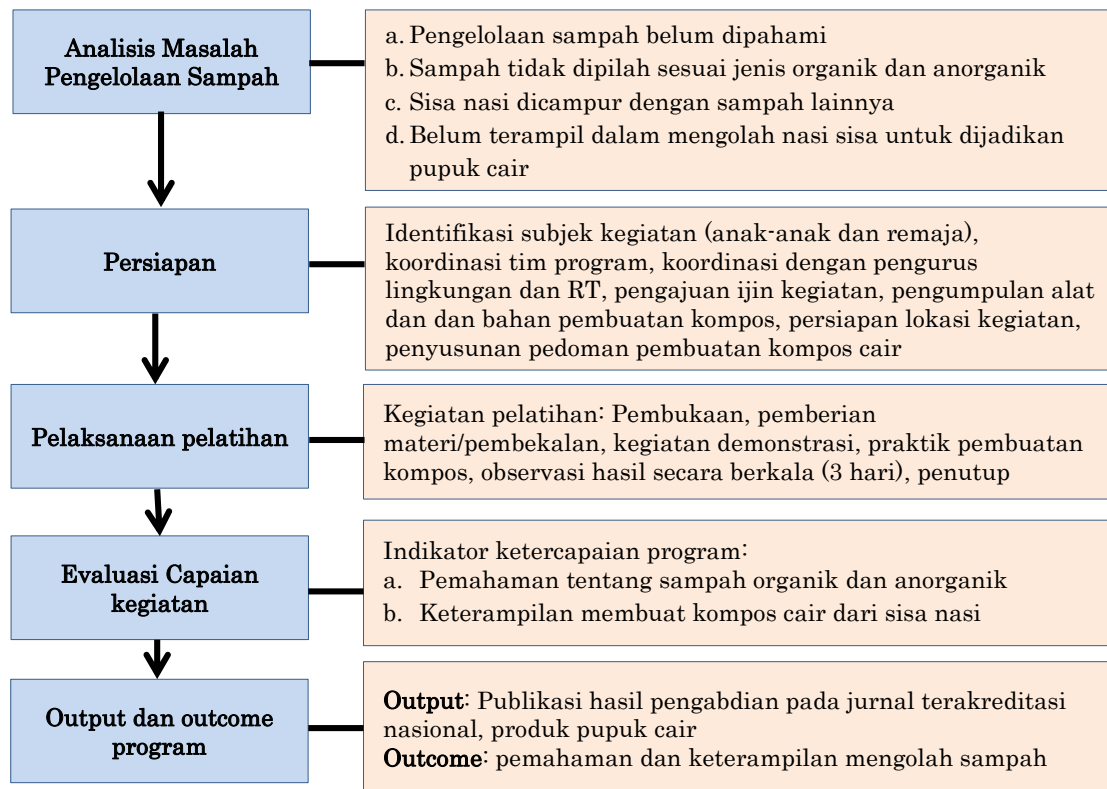 Analisis Masalah
Pengelolaan Sampah
a. Pengelolaan sampah belum dipahami
b. Sampah tidak dipilah sesuai jenis organik dan anorganik
c. Sisa nasi dicampur dengan sampah lainnya
d. Belum terampil dalam mengolah nasi sisa untuk dijadikan
pupuk cair
Persiapan
Identifikasi subjek kegiatan (anak-anak dan remaja),
koordinasi tim program, koordinasi dengan pengurus
lingkungan dan RT, pengajuan ijin kegiatan, pengumpulan alat
dan dan bahan pembuatan kompos, persiapan lokasi kegiatan,
penyusunan pedoman pembuatan kompos cair
Pelaksanaan pelatihan
Kegiatan pelatihan: Pembukaan, pemberian
materi/pembekalan, kegiatan demonstrasi, praktik pembuatan
kompos, observasi hasil secara berkala (3 hari), penutup
Evaluasi Capaian
kegiatan
Indikator ketercapaian program:
a. Pemahaman tentang sampah organik dan anorganik
b. Keterampilan membuat kompos cair dari sisa nasi
Output dan outcome
program
Output: Publikasi hasil pengabdian pada jurnal terakreditasi
nasional, produk pupuk cair
Outcome: pemahaman dan keterampilan mengolah sampah